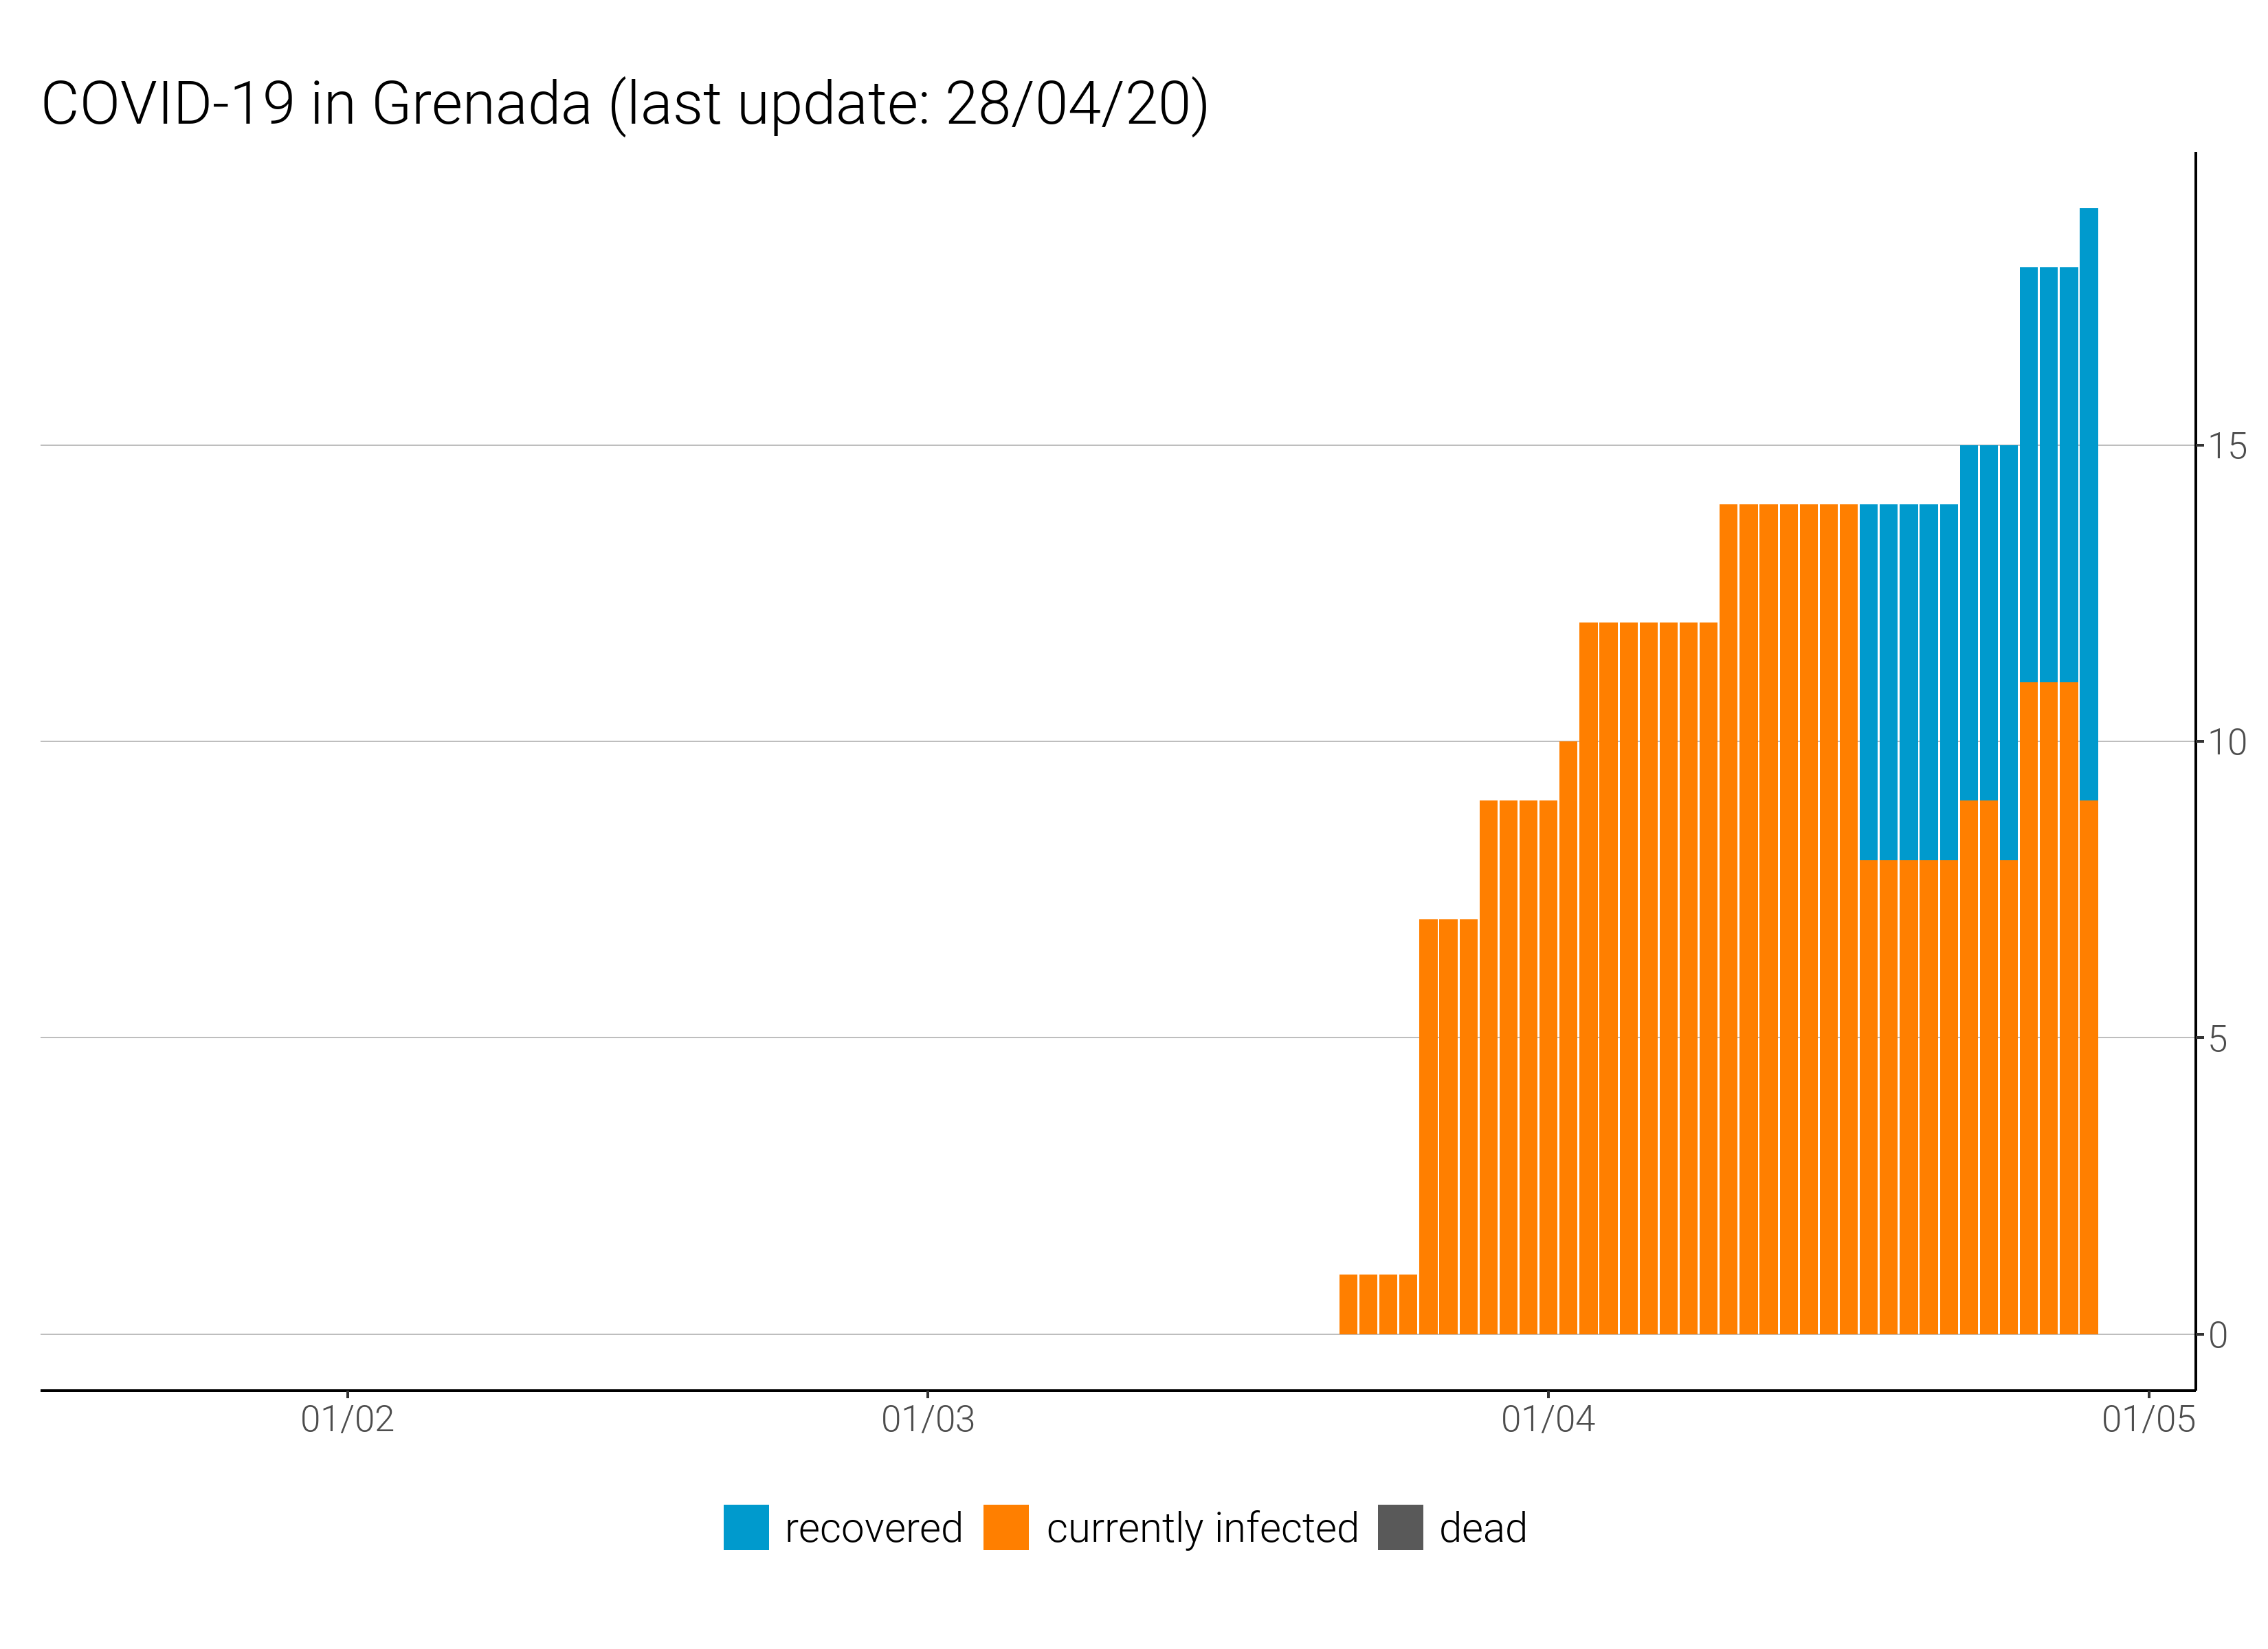 COVID-19 in Grenada (last update: 28/04/20)
15
10
5
0
01/02 01/03 01/04 01/05
recovered currently infected dead